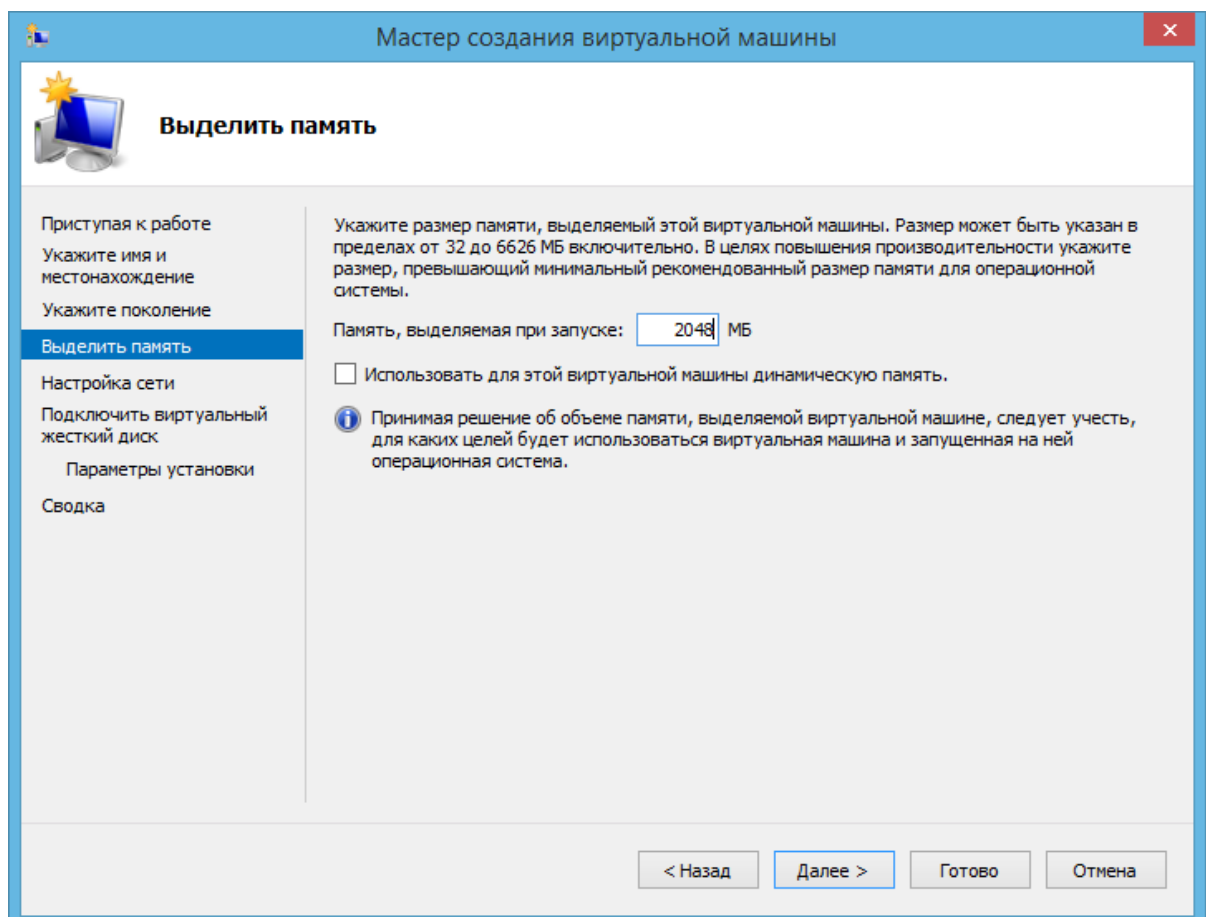 Мастер создания виртуальной машины
Выделить память
Приступая к работе
Укажите имя и
местонахождение
Укажите поколение
Выделить память
Настройка сети
Подключить виртуальный
жесткий диск
Параметры установки
Сводка
Укажите размер памяти, выделяемый этой виртуальной машины. Размер может быть указан в
пределах от 32 до 6626 МБ включительно. В целях повышения производительности укажите
размер, превышающий минимальный рекомендованный размер памяти для операционной
системы.
Память, выделяемая при запуске: 2048 МБ
Использовать для этой виртуальной машины динамическую память.
Принимая решение об объеме памяти, выделяемой виртуальной машине, следует учесть,
для каких целей будет использоваться виртуальная машина и запущенная на ней
операционная система.
< Назад Далее > Готово Отмена